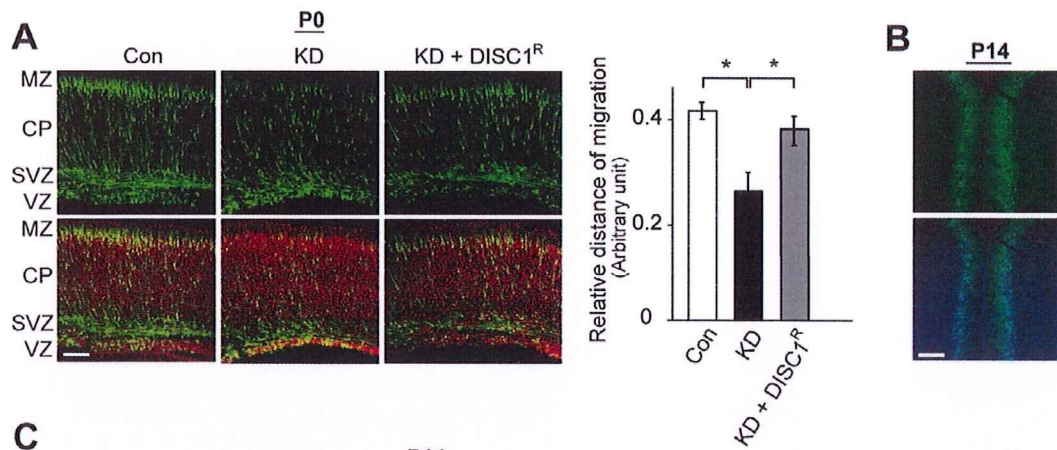 A
P0
Con
KD
KD + DISC1ᴿ
MZ
CP
SVZ
VZ
MZ
CP
SVZ
VZ
Relative distance of migration
(Arbitrary unit)
0.4
0.2
0
*
*
Con
KD
KD + DISC1ᴿ
B
P14
C